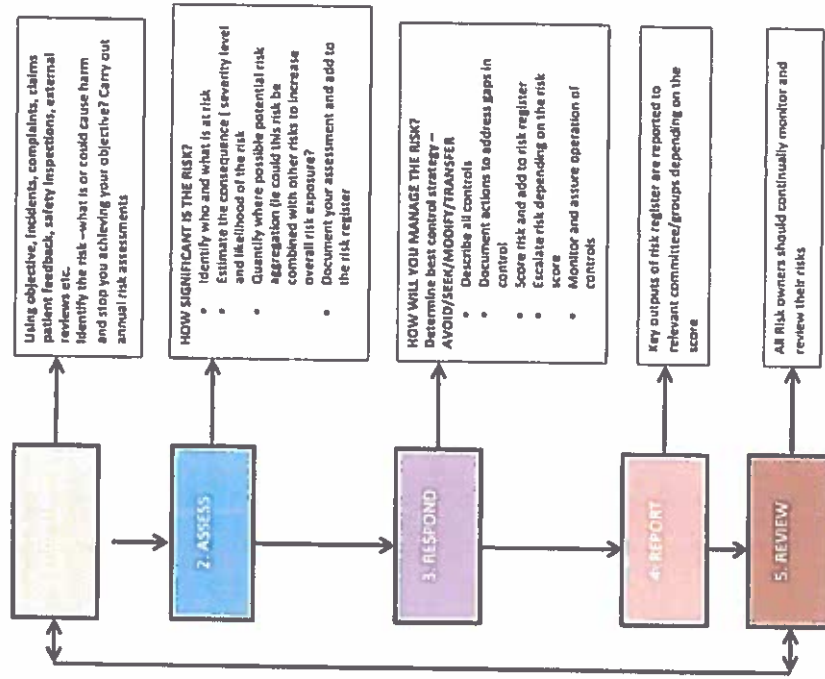 Using objective, incidents, complaints, claims
patient feedback, safety inspections, external
reviews etc.
Identify the risk –what is or could cause harm
and stop you achieving your objective? Carry out
annual risk assessments
2. ASSESS
HOW SIGNIFICANT IS THE RISK?
• Identify who and what is at risk
• Estimate the consequence ( severity level
and likelihood of the risk
• Quantify where possible potential risk
aggregation (ie could this risk be
combined with other risks to increase
overall risk exposure?
• Document your assessment and add to
the risk register
3. RESPOND
HOW WILL YOU MANAGE THE RISK?
Determine best control strategy –
AVOID/SEEK/MODIFY/TRANSFER
• Describe all controls
• Document actions to address gaps in
control
• Score risk and add to risk register
• Escalate risk depending on the risk
score
• Monitor and assure operation of
controls
4. REPORT
Key outputs of risk register are reported to
relevant committee/groups depending on the
score
5. REVIEW
All Risk owners should continually monitor and
review their risks